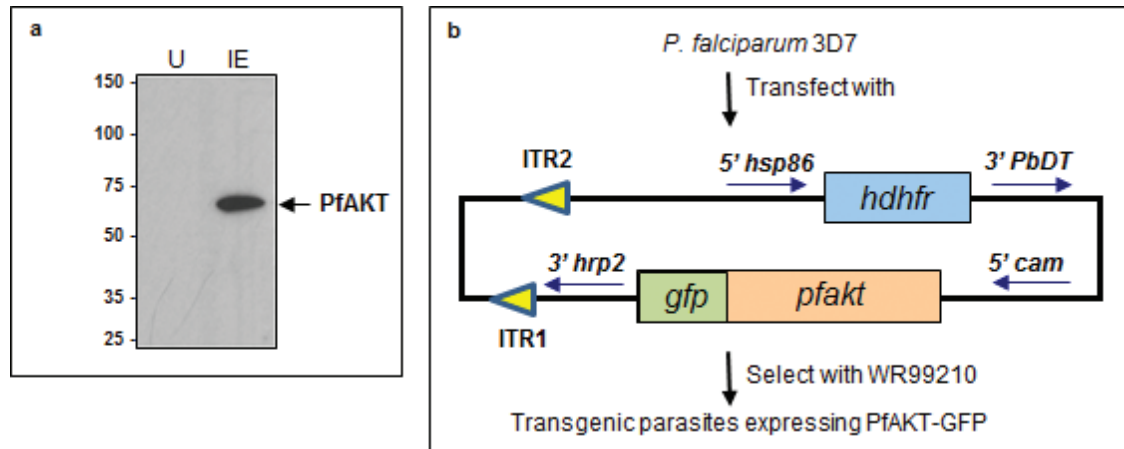 a
U IE
150 -
100 -
75 -
PfAKT
50 -
35 -
25 -
b
P. falciparum 3D7
Transfect with
ITR2
5' hsp86
3' PbDT
hdhfr
3' hrp2
5' cam
gfp
pfakt
ITR1
Select with WR99210
Transgenic parasites expressing PfAKT-GFP